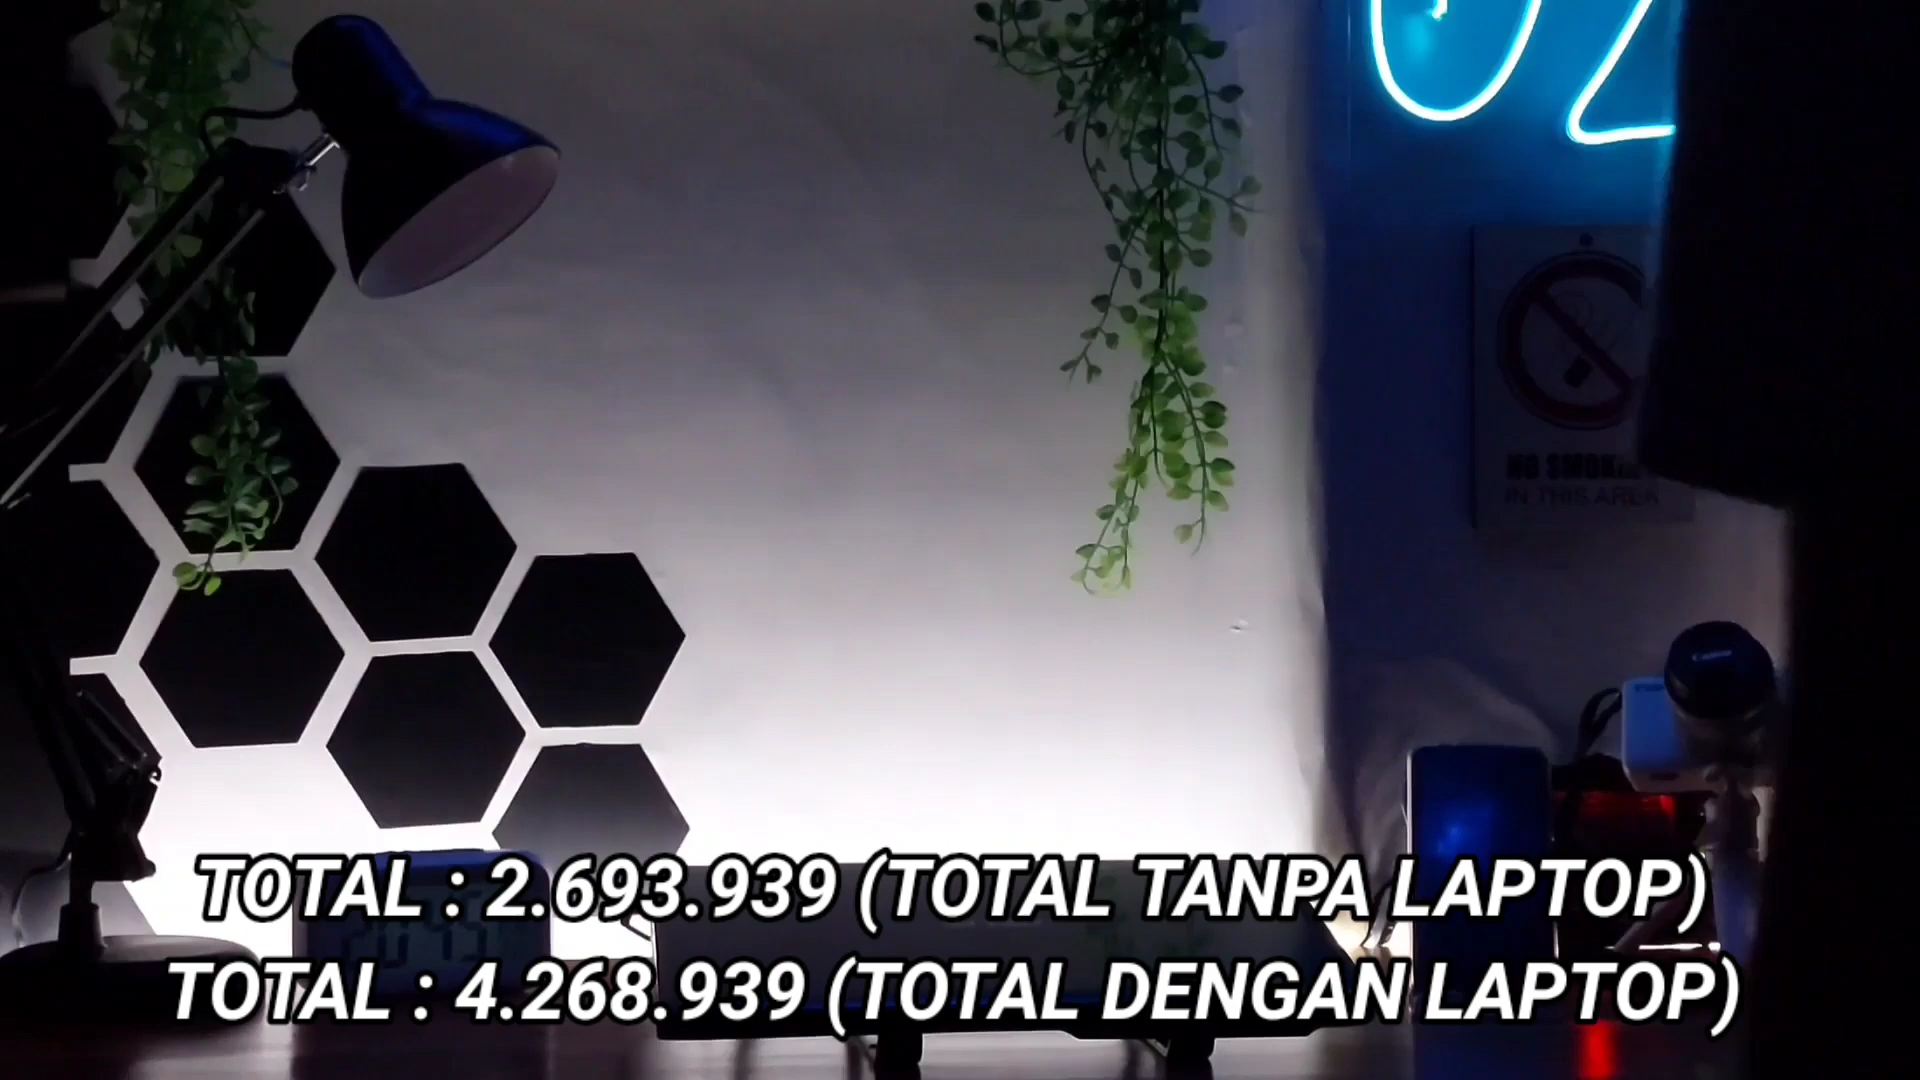 NO SMOKING
IN THIS AREA
Canon
TOTAL : 2.693.939 (TOTAL TANPA LAPTOP)
TOTAL : 4.268.939 (TOTAL DENGAN LAPTOP)